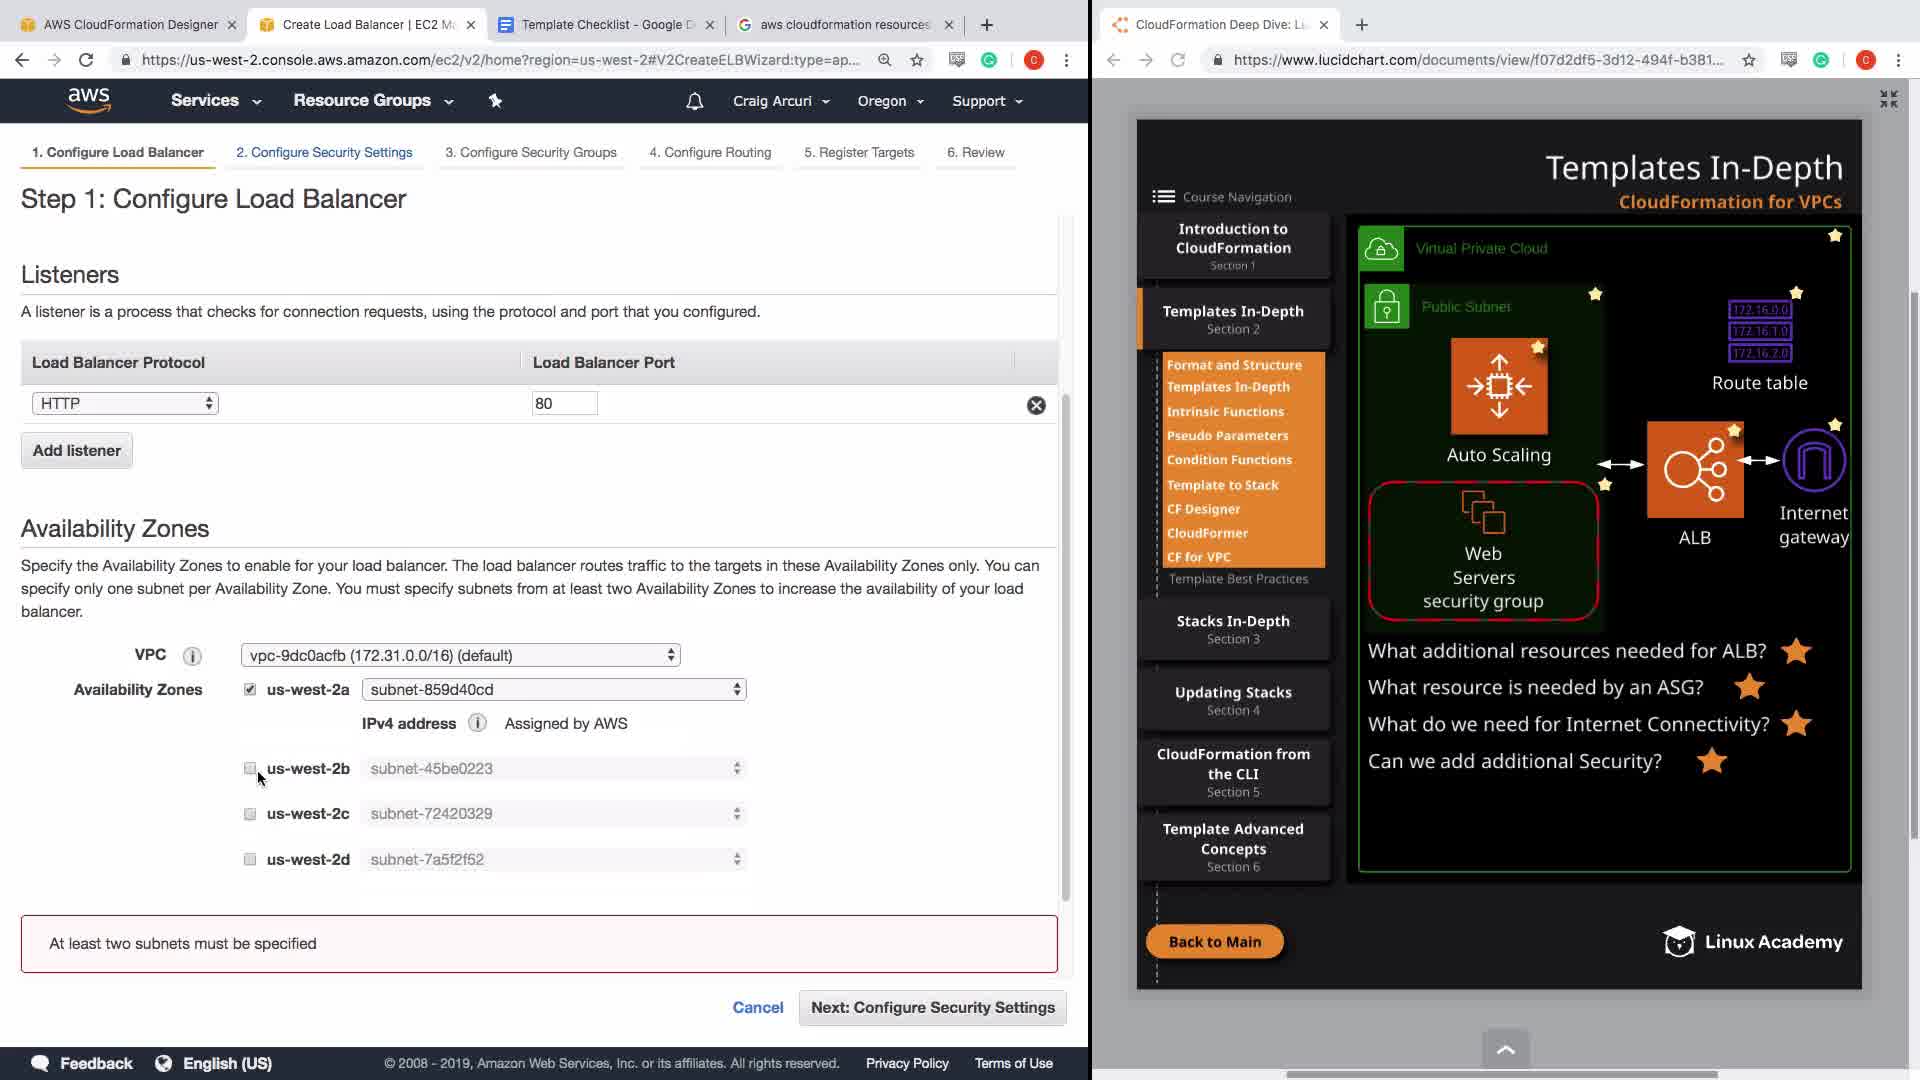 AWS CloudFormation Designer
Create Load Balancer | EC2 M
Template Checklist - Google D
aws cloudformation resources
https://us-west-2.console.aws.amazon.com/ec2/v2/home?region=us-west-2#V2CreateELBWizard:type=ap...
aws
Services
Resource Groups
Craig Arcuri
Oregon
Support
1. Configure Load Balancer
2. Configure Security Settings
3. Configure Security Groups
4. Configure Routing
5. Register Targets
6. Review
Step 1: Configure Load Balancer
Listeners
A listener is a process that checks for connection requests, using the protocol and port that you configured.
Load Balancer Protocol
Load Balancer Port
HTTP
80
Add listener
Availability Zones
Specify the Availability Zones to enable for your load balancer. The load balancer routes traffic to the targets in these Availability Zones only. You can
specify only one subnet per Availability Zone. You must specify subnets from at least two Availability Zones to increase the availability of your load
balancer.
VPC
vpc-9dc0acfb (172.31.0.0/16) (default)
Availability Zones
us-west-2a
subnet-859d40cd
IPv4 address
Assigned by AWS
us-west-2b
subnet-45be0223
us-west-2c
subnet-72420329
us-west-2d
subnet-7a5f2f52
At least two subnets must be specified
Cancel
Next: Configure Security Settings
Feedback
English (US)
© 2008 - 2019, Amazon Web Services, Inc. or its affiliates. All rights reserved.
Privacy Policy
Terms of Use
CloudFormation Deep Dive: Lu
https://www.lucidchart.com/documents/view/f07d2df5-3d12-494f-b381...
Templates In-Depth
CloudFormation for VPCs
Course Navigation
Introduction to
CloudFormation
Section 1
Templates In-Depth
Section 2
Format and Structure
Templates In-Depth
Intrinsic Functions
Pseudo Parameters
Condition Functions
Template to Stack
CF Designer
CloudFormer
CF for VPC
Template Best Practices
Stacks In-Depth
Section 3
Updating Stacks
Section 4
CloudFormation from
the CLI
Section 5
Template Advanced
Concepts
Section 6
Back to Main
Virtual Private Cloud
Public Subnet
Auto Scaling
Web
Servers
security group
172.16.0.0
172.16.1.0
172.16.2.0
Route table
ALB
Internet
gateway
What additional resources needed for ALB?
What resource is needed by an ASG?
What do we need for Internet Connectivity?
Can we add additional Security?
Linux Academy